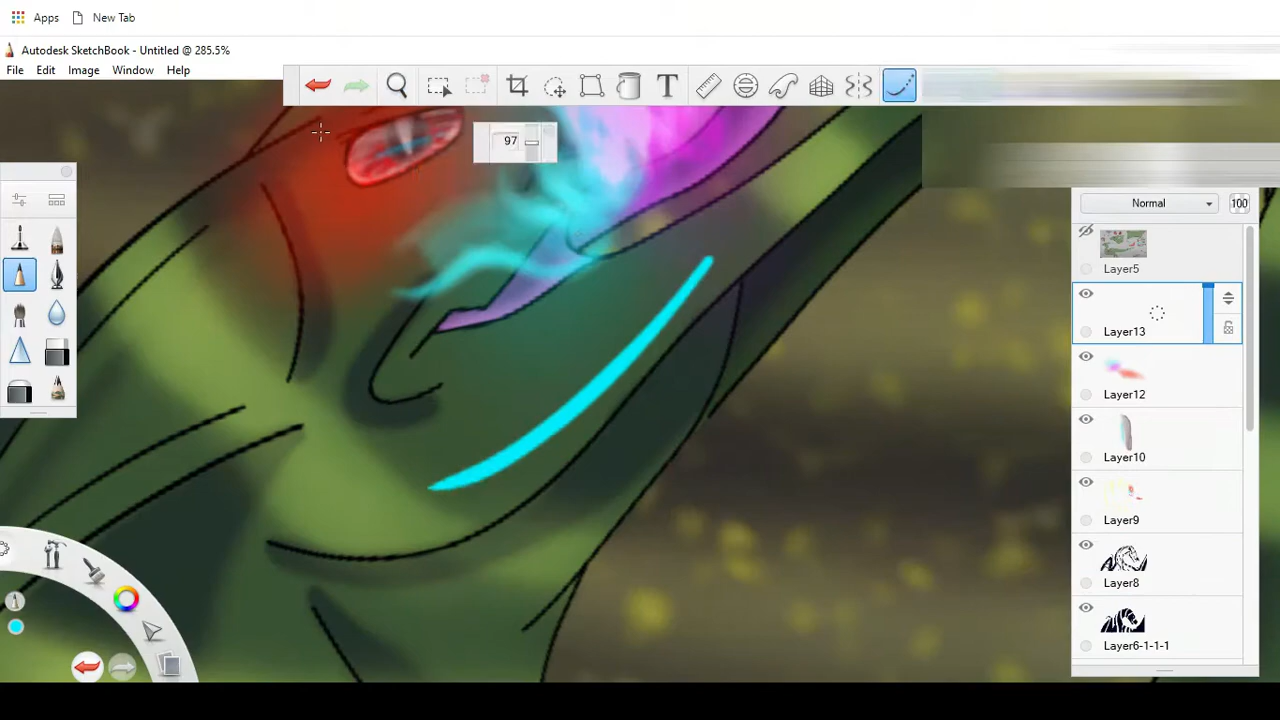 Apps New Tab
Autodesk SketchBook - Untitled @ 285.5%
File Edit Image Window Help
T
97
Normal 100
Layer5
Layer13
Layer12
Layer10
Layer9
Layer8
Layer6-1-1-1